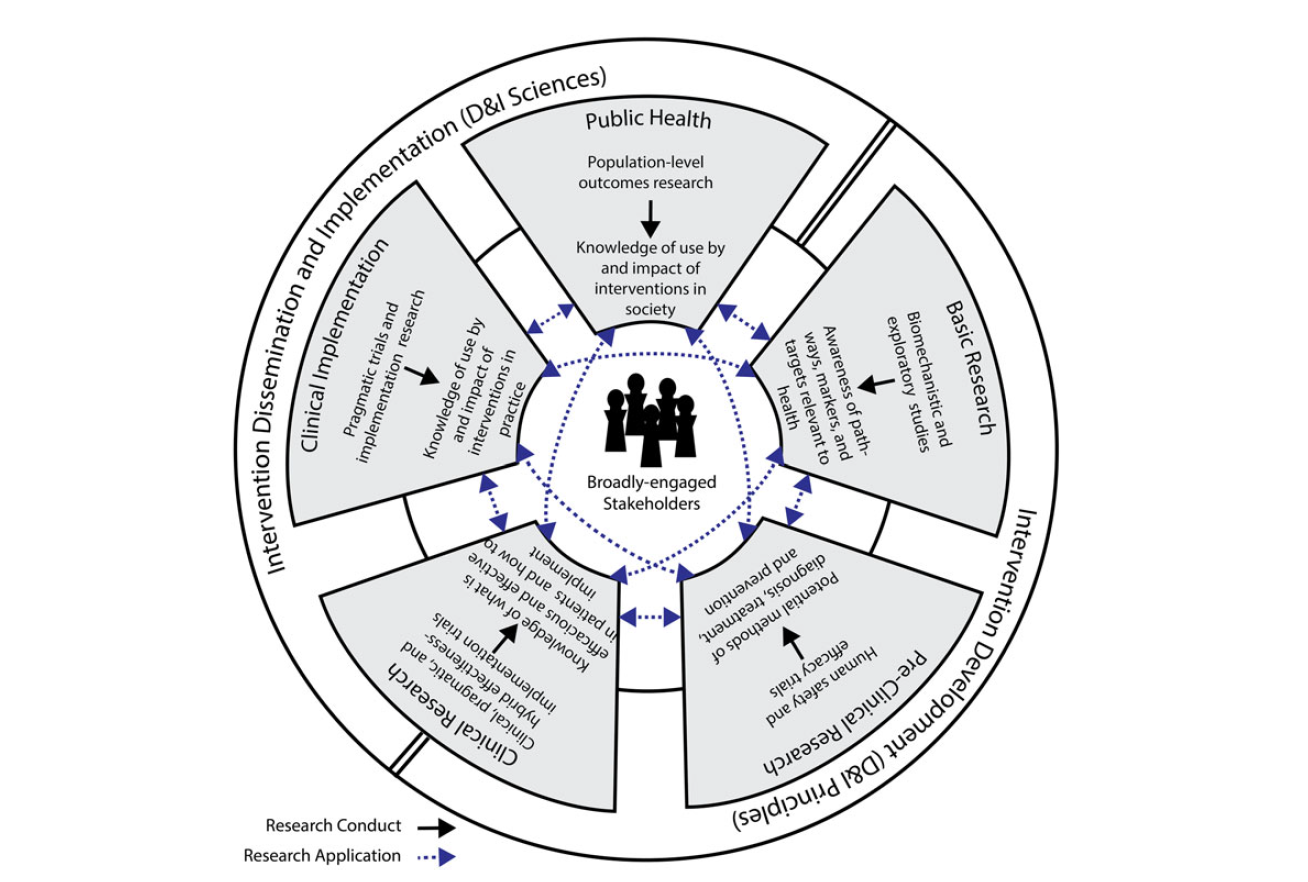 Intervention Dissemination and Implementation (D&I Sciences)
Public Health
Population-level
outcomes research
Knowledge of use by
and impact of
interventions in
society
Basic Research
Biomechanistic and
exploratory studies
Awareness of path-
ways, markers, and
targets relevant to
health
Intervention Development (D&I Principles)
Pre-Clinical Research
Human safety and
efficacy trials
Potential methods of
diagnosis, treatment,
and prevention
Clinical Research
Clinical, pragmatic, and
hybrid effectifeness-
implementation trials
Knowledge of what is
efficacious and effective
in patients and how to
implement
Clinical Implementation
Pragmatic trials and
implementation research
Knowledge of use by
and impact of
interventions in
practice
Broadly-engaged
Stakeholders
Research Conduct
Research Application